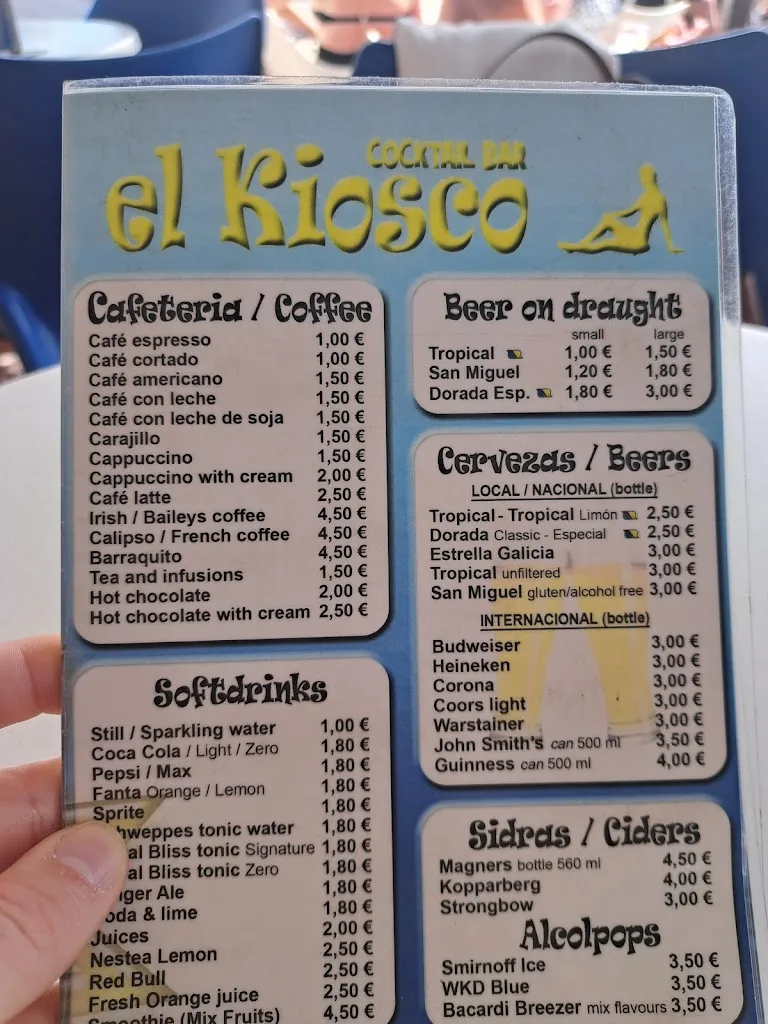 COCKTAIL BAR
el Kiosco
Cafeteria / Coffee
Café espresso 1,00 €
Café cortado 1,00 €
Café americano 1,50 €
Café con leche 1,50 €
Café con leche de soja 1,50 €
Carajillo 1,50 €
Cappuccino 1,50 €
Cappuccino with cream 2,00 €
Café latte 2,50 €
Irish / Baileys coffee 4,50 €
Calipso / French coffee 4,50 €
Barraquito 4,50 €
Tea and infusions 1,50 €
Hot chocolate 2,00 €
Hot chocolate with cream 2,50 €
Softdrinks
Still / Sparkling water 1,00 €
Coca Cola / Light / Zero 1,80 €
Pepsi / Max 1,80 €
Fanta Orange / Lemon 1,80 €
Sprite 1,80 €
hweppes tonic water 1,80 €
al Bliss tonic Signature 1,80 €
al Bliss tonic Zero 1,80 €
ger Ale 1,80 €
oda & lime 1,80 €
Juices 2,00 €
Nestea Lemon 2,50 €
Red Bull 2,50 €
Fresh Orange juice 2,50 €
Smoothie (Mix Fruits) 4,50 €
Beer on draught
small large
Tropical 1,00 € 1,50 €
San Miguel 1,20 € 1,80 €
Dorada Esp. 1,80 € 3,00 €
Cervezas / Beers
LOCAL / NACIONAL (bottle)
Tropical - Tropical Limón 2,50 €
Dorada Classic - Especial 2,50 €
Estrella Galicia 3,00 €
Tropical unfiltered 3,00 €
San Miguel gluten/alcohol free 3,00 €
INTERNACIONAL (bottle)
Budweiser 3,00 €
Heineken 3,00 €
Corona 3,00 €
Coors light 3,00 €
Warstainer 3,00 €
John Smith's can 500 ml 3,50 €
Guinness can 500 ml 4,00 €
Sidras / Ciders
Magners bottle 560 ml 4,50 €
Kopparberg 4,00 €
Strongbow 3,00 €
Alcolpops
Smirnoff Ice 3,50 €
WKD Blue 3,50 €
Bacardi Breezer mix flavours 3,50 €